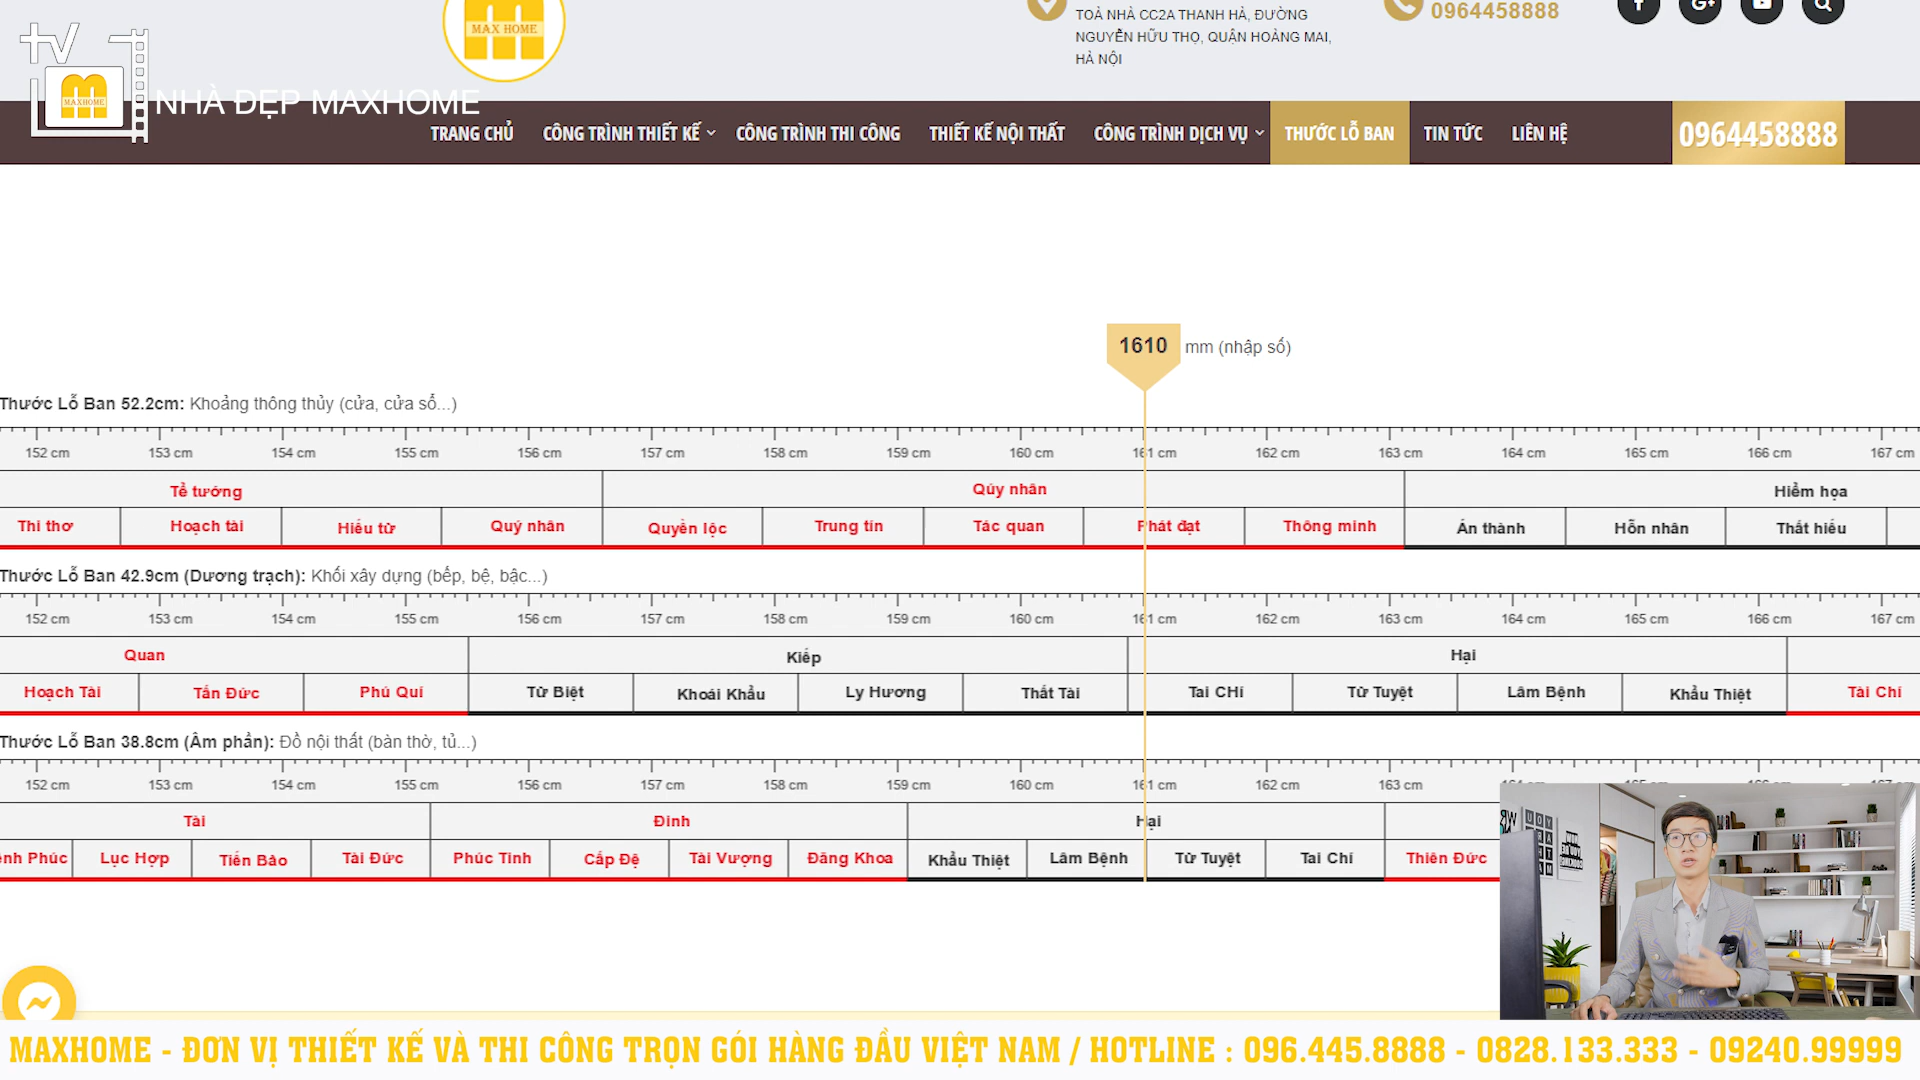 MAX HOME
TOÀ NHÀ CC2A THANH HÀ, ĐƯỜNG
NGUYỄN HỮU THỌ, QUẬN HOÀNG MAI,
HÀ NỘI
0964458888
tv
MAXHOME
NHÀ ĐẸP MAXHOME
TRANG CHỦ
CÔNG TRÌNH THIẾT KẾ
CÔNG TRÌNH THI CÔNG
THIẾT KẾ NỘI THẤT
CÔNG TRÌNH DỊCH VỤ
THƯỚC LỖ BAN
TIN TỨC
LIÊN HỆ
0964458888
1610 mm (nhập số)
Thước Lỗ Ban 52.2cm: Khoảng thông thủy (cửa, cửa sổ...)
152 cm 153 cm 154 cm 155 cm 156 cm 157 cm 158 cm 159 cm 160 cm 161 cm 162 cm 163 cm 164 cm 165 cm 166 cm 167 cm
Tể tướng Qúy nhân Hiểm họa
Thi thơ Hoạch tài Hiếu tử Quý nhân Quyền lộc Trung tín Tác quan Phát đạt Thông minh Án thành Hỗn nhân Thất hiếu
Thước Lỗ Ban 42.9cm (Dương trạch): Khối xây dựng (bếp, bệ, bậc...)
152 cm 153 cm 154 cm 155 cm 156 cm 157 cm 158 cm 159 cm 160 cm 161 cm 162 cm 163 cm 164 cm 165 cm 166 cm 167 cm
Quan Kiếp Hại
Hoạch Tài Tấn Đức Phú Quí Tử Biệt Khoái Khẩu Ly Hương Thất Tài Tai CHí Tử Tuyệt Lâm Bệnh Khẩu Thiệt Tài Chí
Thước Lỗ Ban 38.8cm (Âm phần): Đồ nội thất (bàn thờ, tủ...)
152 cm 153 cm 154 cm 155 cm 156 cm 157 cm 158 cm 159 cm 160 cm 161 cm 162 cm 163 cm
Tài Đinh Hại
Phúc Lục Hợp Tiến Bảo Tài Đức Phúc Tinh Cấp Đệ Tài Vượng Đăng Khoa Khẩu Thiệt Lâm Bệnh Tử Tuyệt Tai Chí Thiên Đức
MAXHOME - ĐƠN VỊ THIẾT KẾ VÀ THI CÔNG TRỌN GÓI HÀNG ĐẦU VIỆT NAM / HOTLINE : 096.445.8888 - 0828.133.333 - 09240.99999